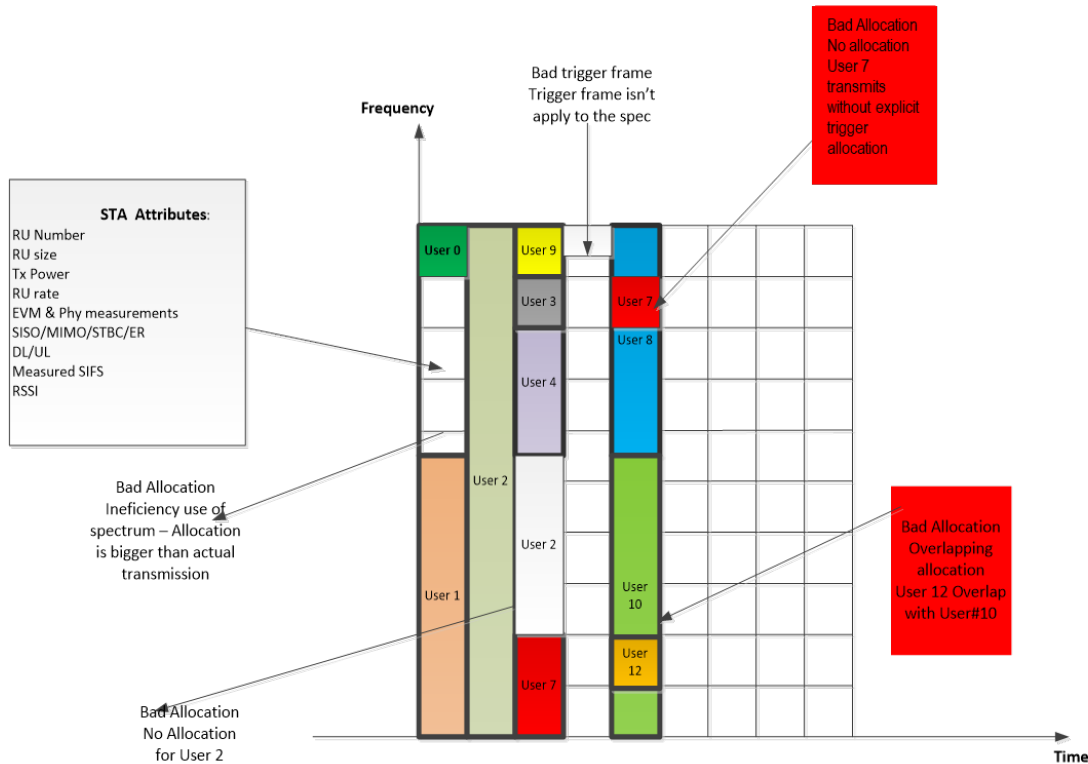 Bad Allocation
No allocation
User 7
transmits
without explicit
trigger
allocation
Bad trigger frame
Trigger frame isn't
apply to the spec
Frequency
STA Attributes:
RU Number
RU size
Tx Power
RU rate
EVM & Phy measurements
SISO/MIMO/STBC/ER
DL/UL
Measured SIFS
RSSI
User 0
User 9
User 3
User 7
User 8
User 4
User 2
Bad Allocation
Ineficiency use of
spectrum – Allocation
is bigger than actual
transmission
User 2
User 1
User
10
Bad Allocation
Overlapping
allocation
User 12 Overlap
with User#10
User
12
User 7
Bad Allocation
No Allocation
for User 2
Time